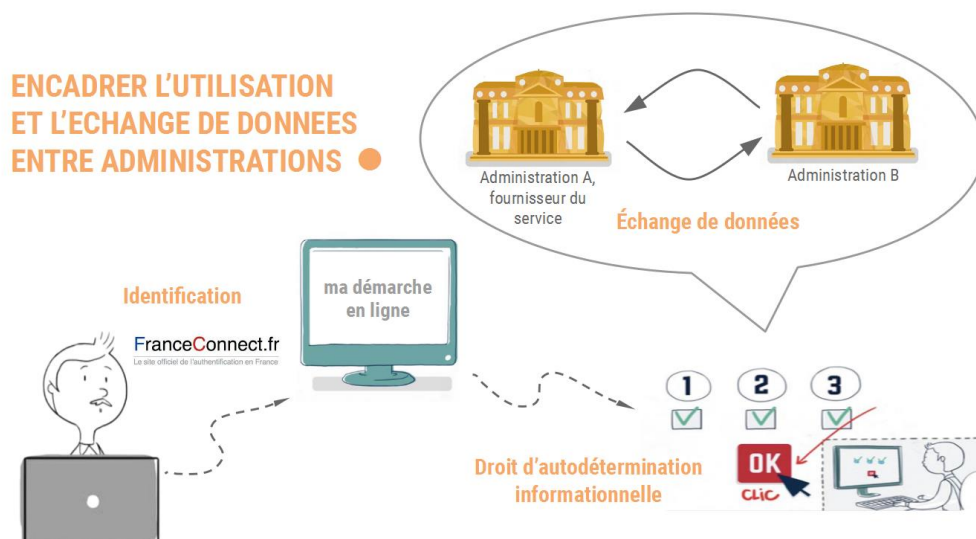 ENCADRER L'UTILISATION
ET L'ECHANGE DE DONNEES
ENTRE ADMINISTRATIONS
Administration A,
fournisseur du
service
Administration B
Échange de données
Identification
FranceConnect.fr
Le site officiel de l'authentification en France
ma démarche
en ligne
1 2 3
Droit d'autodétermination
informationnelle
OK
CLIC